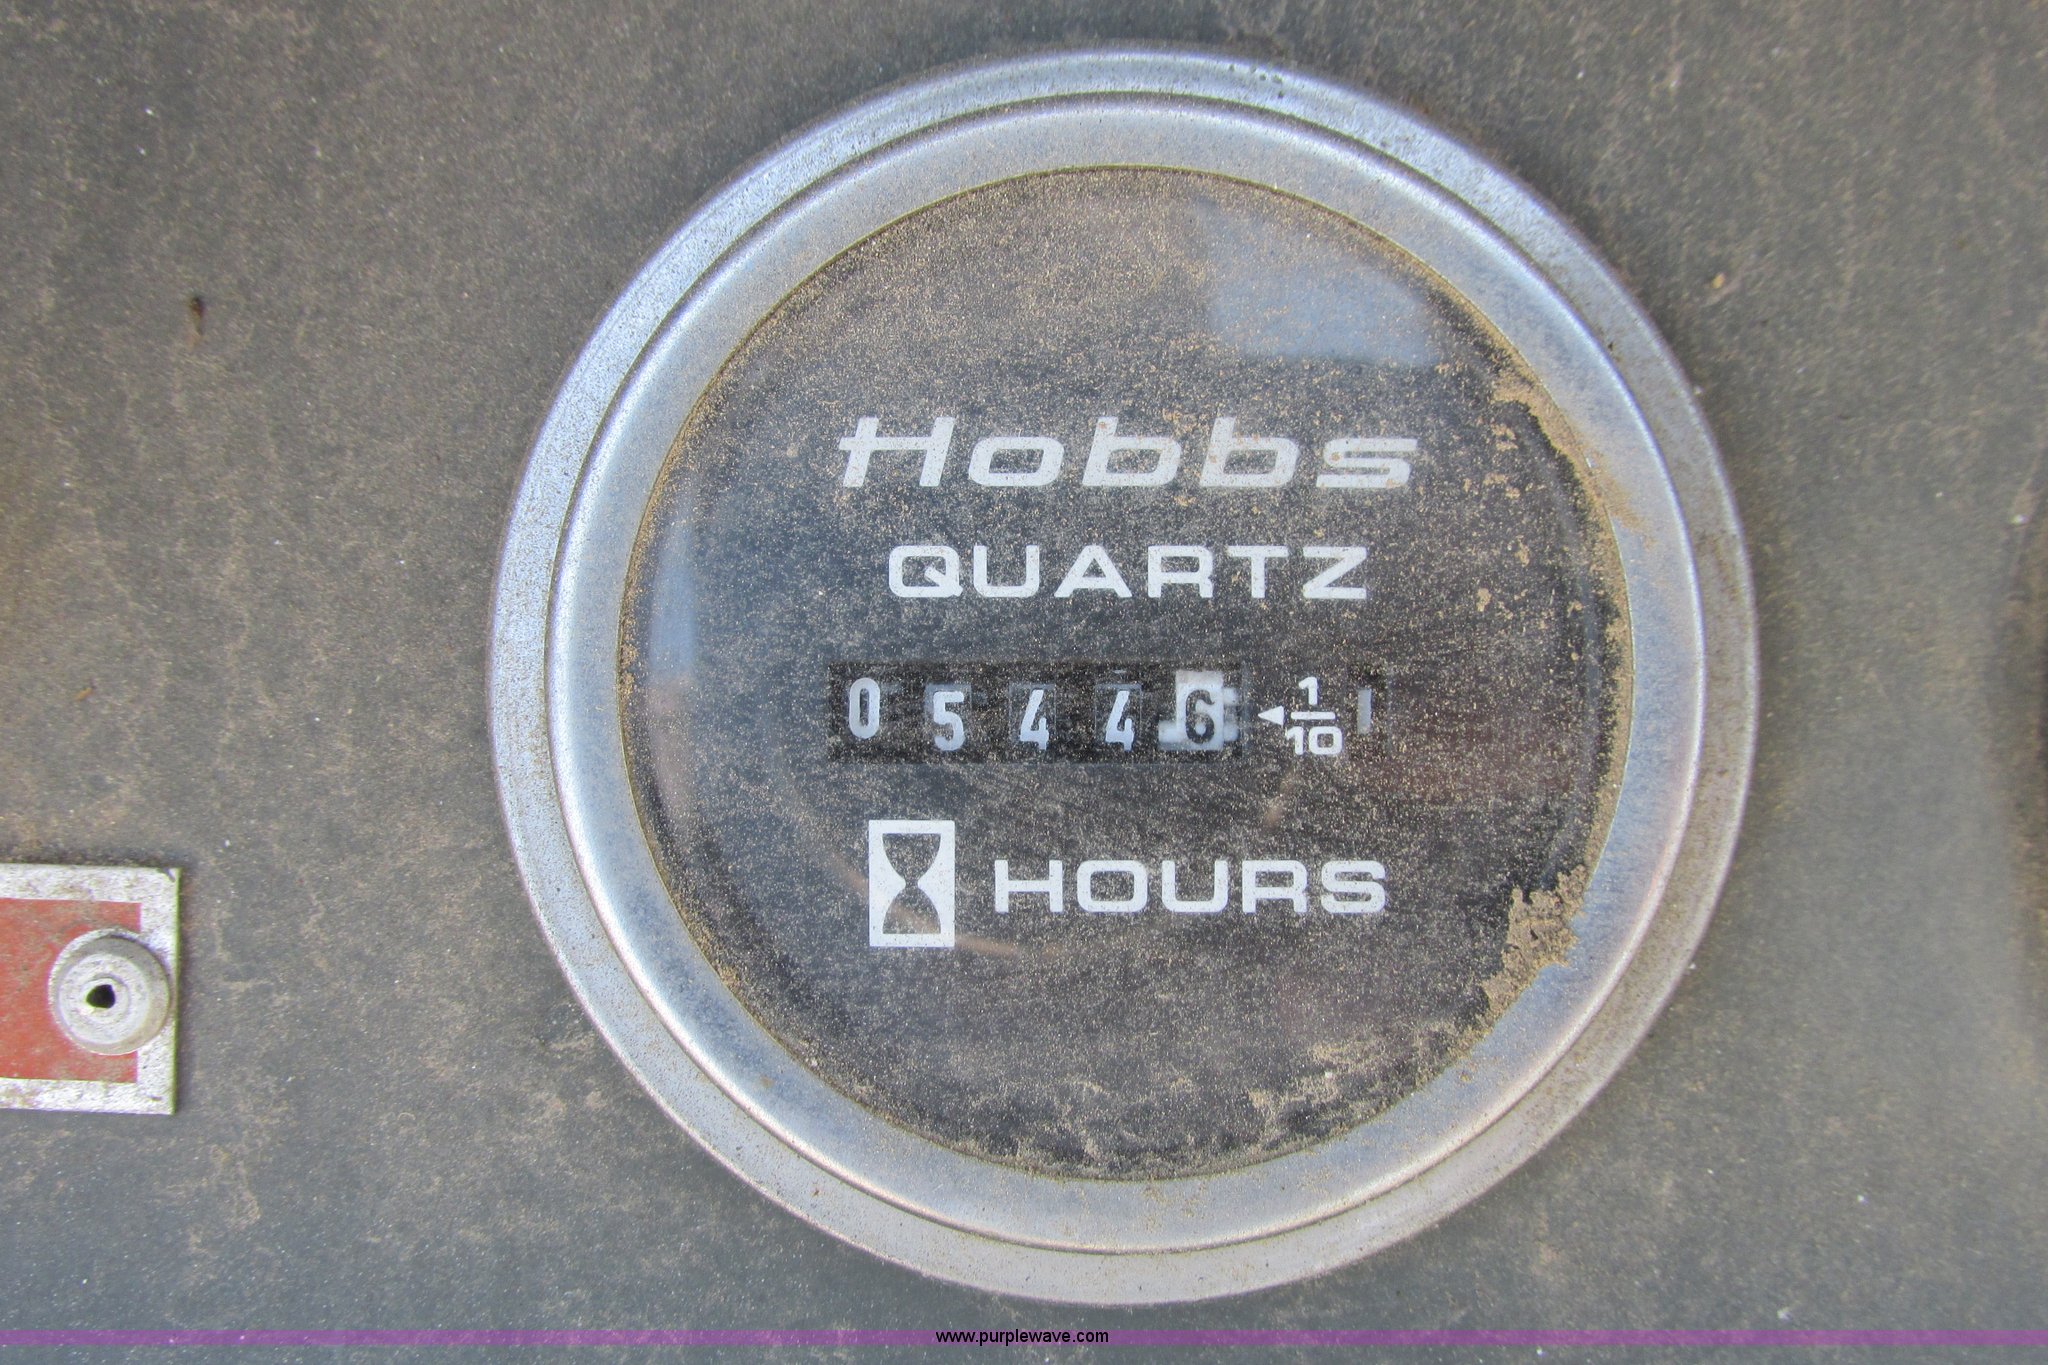 Hobbs
QUARTZ
05446 ◄ 1/10
HOURS
www.purplewave.com